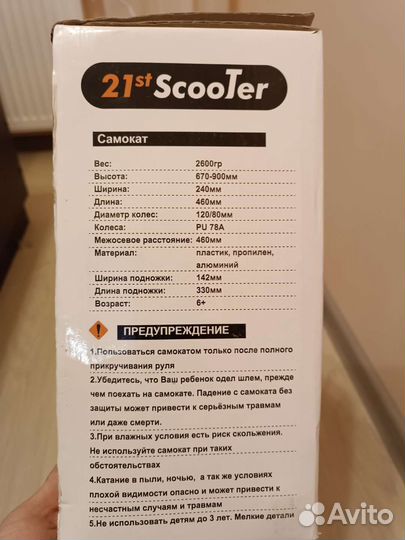 21st ScooTer
Самокат
Вес: 2600гр
Высота: 670-900мм
Ширина: 240мм
Длина: 460мм
Диаметр колес: 120/80мм
Колеса: PU 78A
Межосевое расстояние: 460мм
Материал: пластик, пропилен,
алюминий
Ширина подножки: 142мм
Длина подножки: 330мм
Возраст: 6+
ПРЕДУПРЕЖДЕНИЕ
1.Пользоваться самокатом только после полного
прикручивания руля
2.Убедитесь, что Ваш ребенок одел шлем, прежде
чем поехать на самокате. Падение с самоката без
защиты может привести к серьёзным травмам
или даже смерти.
3.При влажных условия есть риск скольжения.
Не используйте самокат при таких
обстоятельствах
4.Катание в пыли, ночью, а так же условиях
плохой видимости опасно и может привести к
несчастным случаям и травмам
5.Не использовать детям до 3 лет. Мелкие детали
Avito